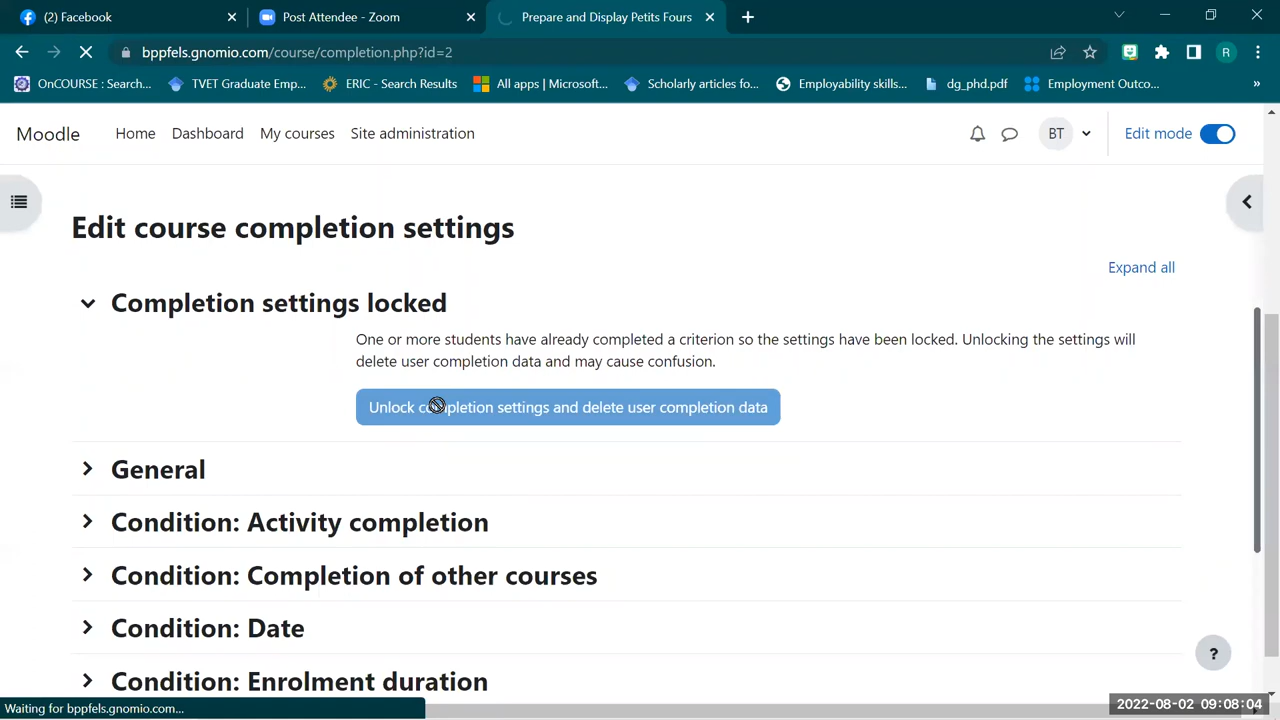 (2) Facebook
Post Attendee - Zoom
Prepare and Display Petits Fours
bppfels.gnomio.com/course/completion.php?id=2
R
OnCOURSE : Search...
TVET Graduate Emp...
ERIC - Search Results
All apps | Microsoft...
Scholarly articles fo...
Employability skills...
dg_phd.pdf
Employment Outco...
»
Moodle
Home
Dashboard
My courses
Site administration
BT
Edit mode
Edit course completion settings
Expand all
Completion settings locked
One or more students have already completed a criterion so the settings have been locked. Unlocking the settings will
delete user completion data and may cause confusion.
Unlock completion settings and delete user completion data
General
Condition: Activity completion
Condition: Completion of other courses
Condition: Date
Condition: Enrolment duration
?
Waiting for bppfels.gnomio.com...
2022-08-02 09:08:04